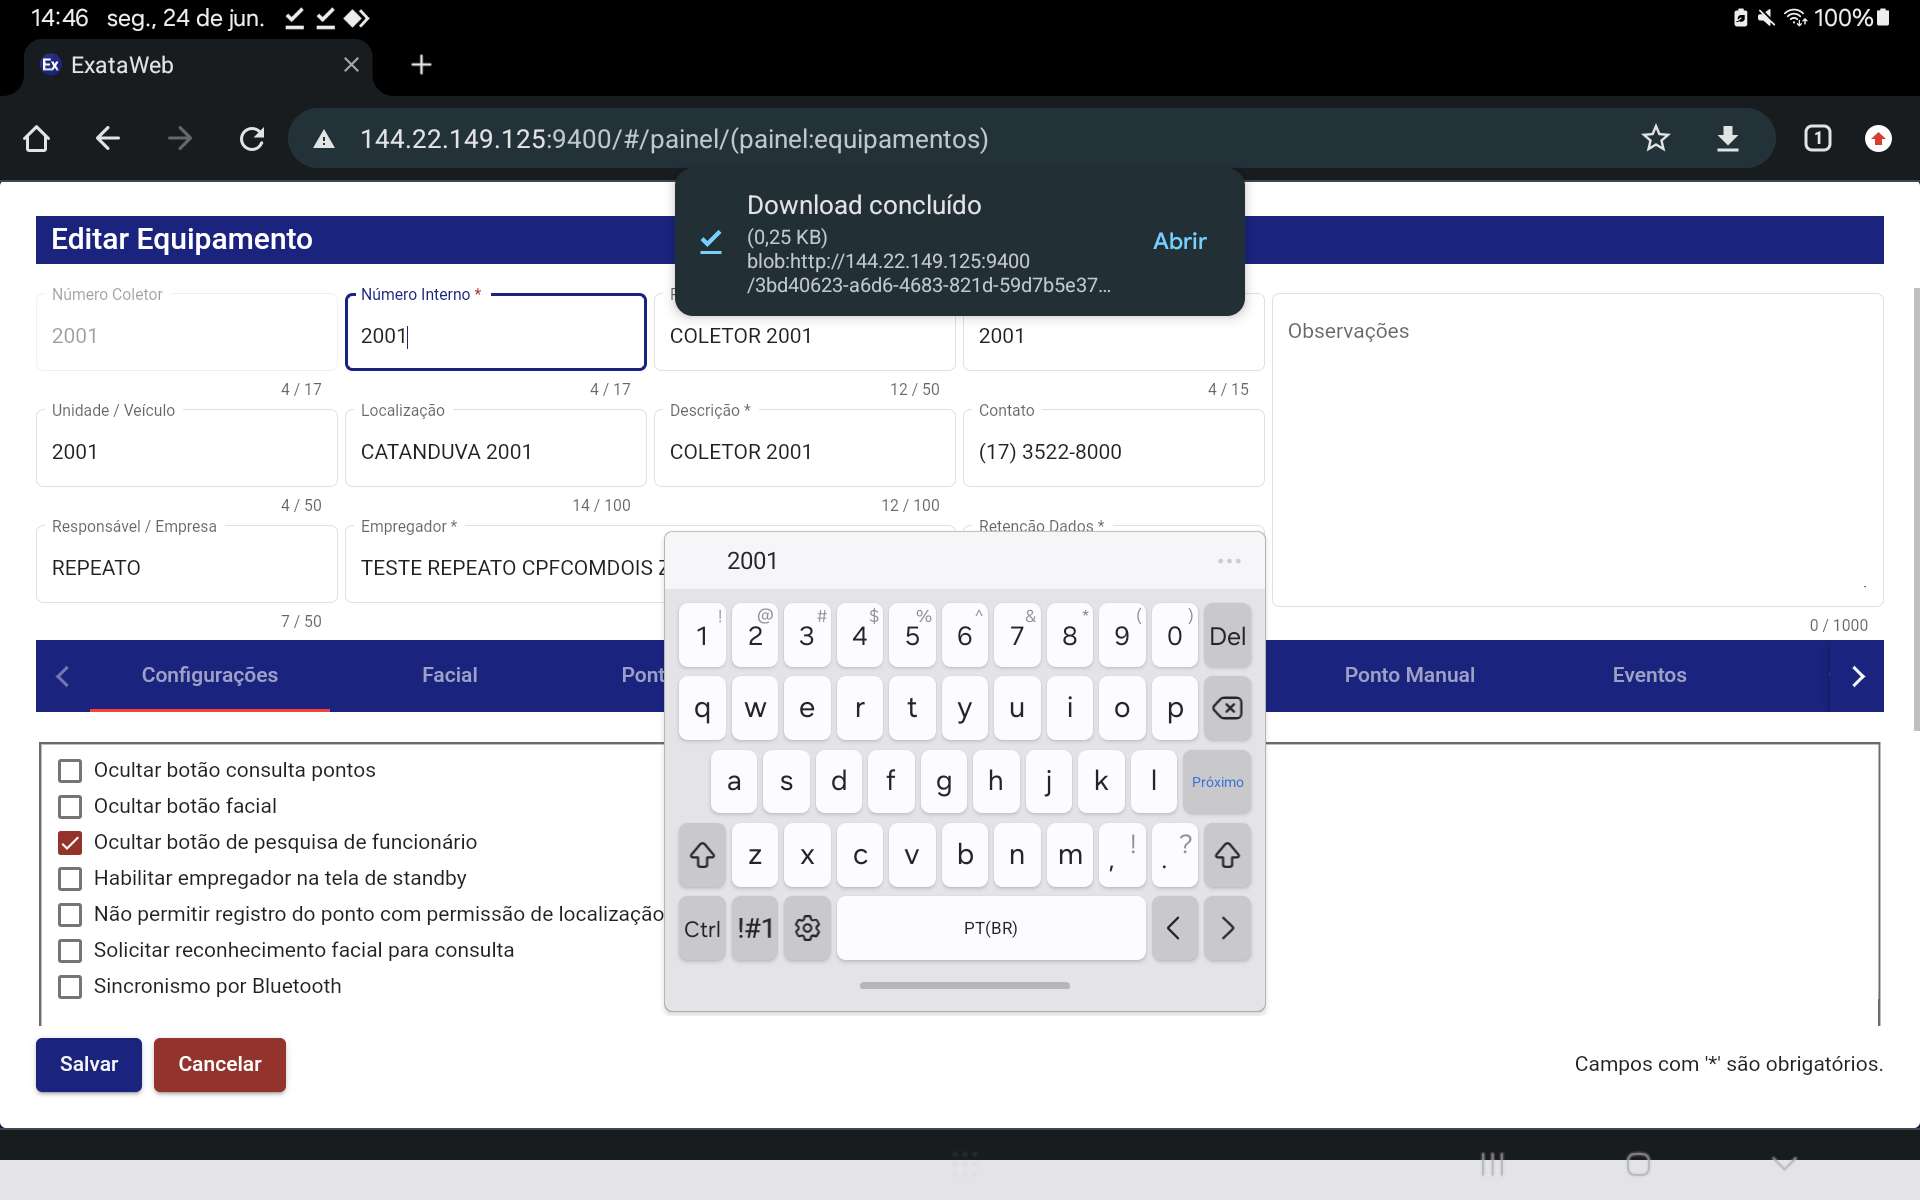 14:46 seg., 24 de jun.
100%
Ex ExataWeb
144.22.149.125:9400/#/painel/(painel:equipamentos)
1
Download concluído
(0,25 KB)
blob:http://144.22.149.125:9400
/3bd40623-a6d6-4683-821d-59d7b5e37...
Abrir
Editar Equipamento
Número Coletor
2001
4 / 17
Número Interno *
2001
4 / 17
COLETOR 2001
12 / 50
2001
4 / 15
Observações
0 / 1000
Unidade / Veículo
2001
4 / 50
Localização
CATANDUVA 2001
14 / 100
Descrição *
COLETOR 2001
12 / 100
Contato
(17) 3522-8000
Responsável / Empresa
REPEATO
7 / 50
Empregador *
TESTE REPEATO CPFCOMDOIS
Retenção Dados *
Configurações
Facial
Pont
Ponto Manual
Eventos
Ocultar botão consulta pontos
Ocultar botão facial
Ocultar botão de pesquisa de funcionário
Habilitar empregador na tela de standby
Não permitir registro do ponto com permissão de localização
Solicitar reconhecimento facial para consulta
Sincronismo por Bluetooth
2001
...
! @ # $ % ^ & * ( )
1 2 3 4 5 6 7 8 9 0 Del
q w e r t y u i o p
a s d f g h j k l Próximo
z x c v b n m , ! . ?
Ctrl !#1 PT(BR)
Salvar
Cancelar
Campos com '*' são obrigatórios.